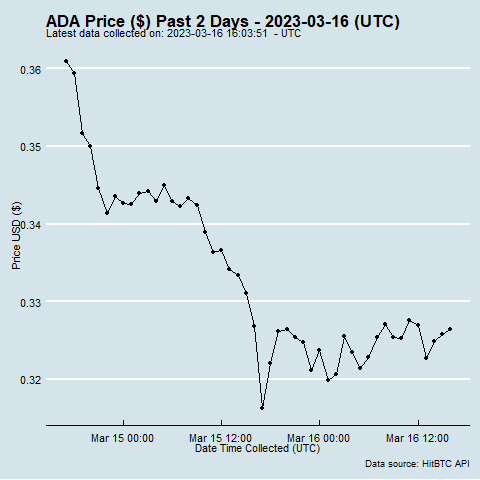 ADA Price ($) Past 2 Days - 2023-03-16 (UTC)
Latest data collected on: 2023-03-16 16:03:51 - UTC
0.36
0.35
0.34
0.33
0.32
Price USD ($)
Mar 15 00:00
Mar 15 12:00
Mar 16 00:00
Mar 16 12:00
Date Time Collected (UTC)
Data source: HitBTC API